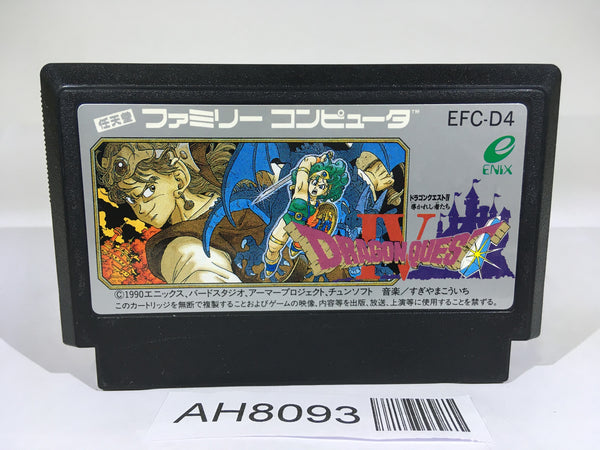 任天堂 ファミリー コンピュータ™ EFC-D4
e
ENIX
ドラゴンクエストIV
導かれし者たち
IV
DRAGON QUEST
©1990エニックス、バードスタジオ、アーマープロジェクト、チュンソフト 音楽/すぎやまこういち
このカートリッジを無断で複製することおよびゲームの映像、内容等を出版、放送、上演等に使用することを禁ず。
AH8093